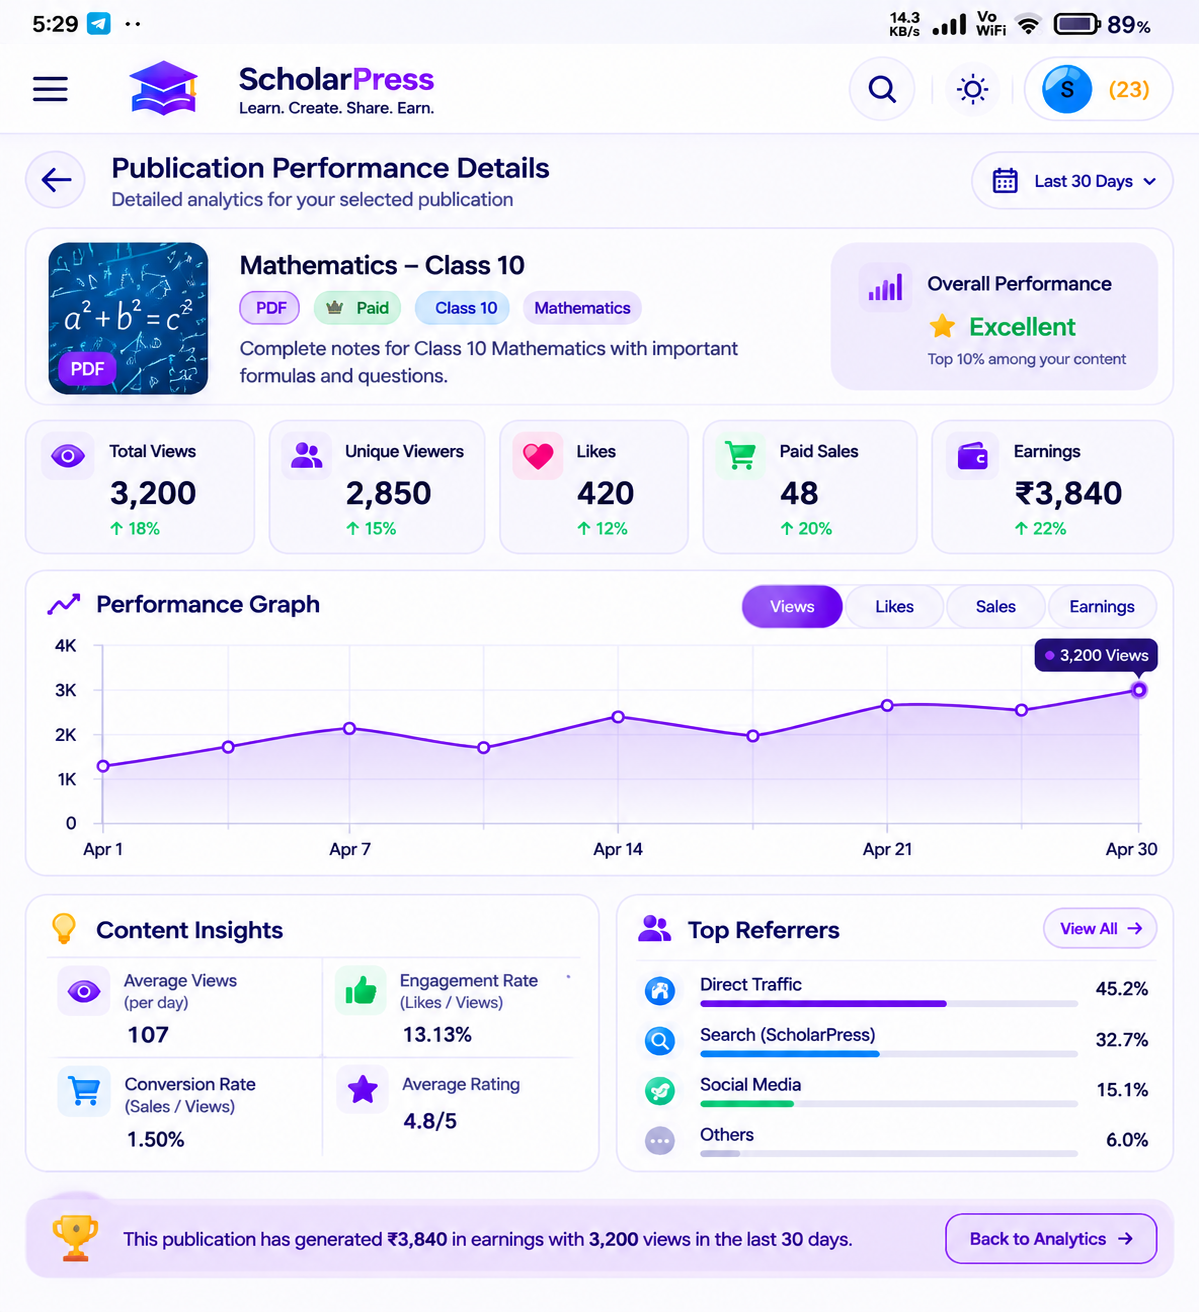 5:29
14.3 KB/s
Vo WiFi
89%
ScholarPress
Learn. Create. Share. Earn.
S
(23)
Publication Performance Details
Detailed analytics for your selected publication
Last 30 Days
a² + b² = c²
PDF
Mathematics – Class 10
PDF Paid Class 10 Mathematics
Complete notes for Class 10 Mathematics with important
formulas and questions.
Overall Performance
Excellent
Top 10% among your content
Total Views
3,200
↑ 18%
Unique Viewers
2,850
↑ 15%
Likes
420
↑ 12%
Paid Sales
48
↑ 20%
Earnings
₹3,840
↑ 22%
Performance Graph
Views Likes Sales Earnings
3,200 Views
4K
3K
2K
1K
0
Apr 1 Apr 7 Apr 14 Apr 21 Apr 30
Content Insights
Average Views
(per day)
107
Engagement Rate
(Likes / Views)
13.13%
Conversion Rate
(Sales / Views)
1.50%
Average Rating
4.8/5
Top Referrers
View All →
Direct Traffic 45.2%
Search (ScholarPress) 32.7%
Social Media 15.1%
Others 6.0%
This publication has generated ₹3,840 in earnings with 3,200 views in the last 30 days.
Back to Analytics →